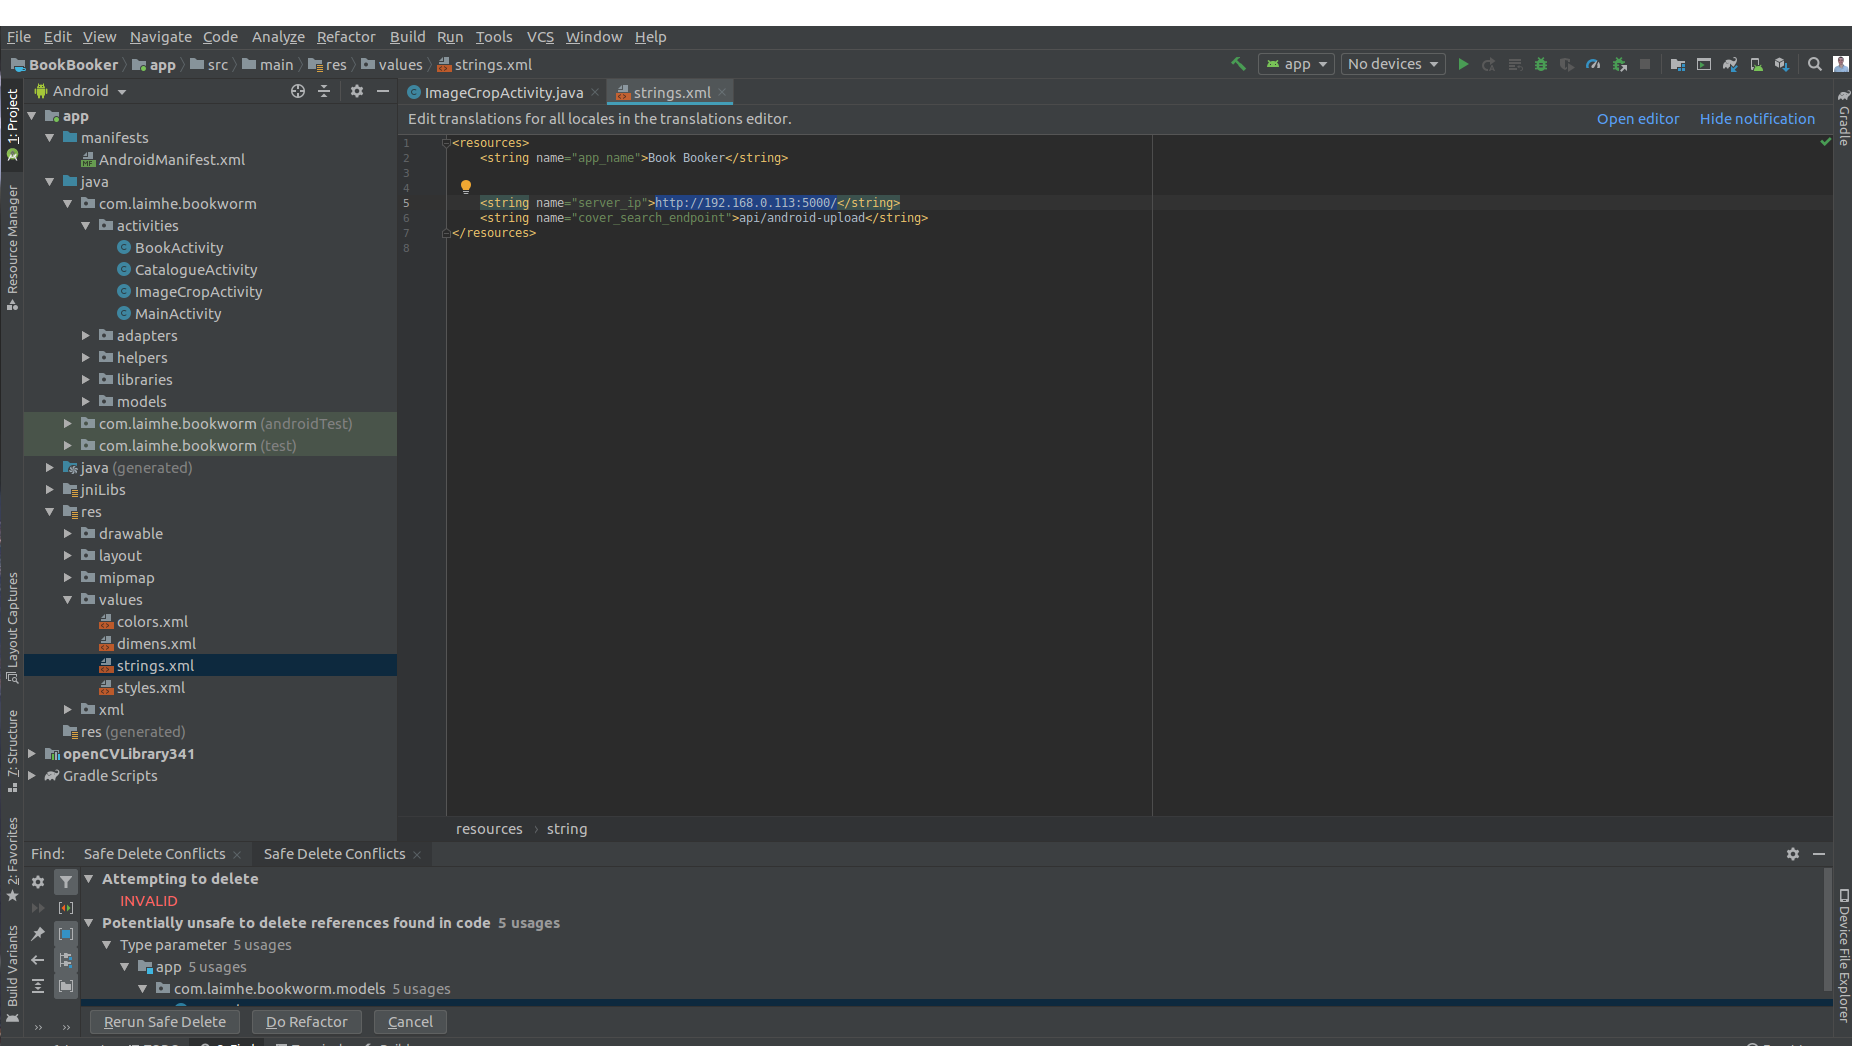 File Edit View Navigate Code Analyze Refactor Build Run Tools VCS Window Help
BookBooker app src main res values strings.xml app No devices
1: Project
Resource Manager
Layout Captures
7: Structure
2: Favorites
Build Variants
Android
app
manifests
AndroidManifest.xml
java
com.laimhe.bookworm
activities
BookActivity
CatalogueActivity
ImageCropActivity
MainActivity
adapters
helpers
libraries
models
com.laimhe.bookworm (androidTest)
com.laimhe.bookworm (test)
java (generated)
jniLibs
res
drawable
layout
mipmap
values
colors.xml
dimens.xml
strings.xml
styles.xml
xml
res (generated)
openCVLibrary341
Gradle Scripts
ImageCropActivity.java strings.xml
Edit translations for all locales in the translations editor. Open editor Hide notification
1 <resources>
2 <string name="app_name">Book Booker</string>
3
4
5 <string name="server_ip">http://192.168.0.113:5000/</string>
6 <string name="cover_search_endpoint">api/android-upload</string>
7 </resources>
8
resources › string
Gradle
Device File Explorer
Find: Safe Delete Conflicts Safe Delete Conflicts
Attempting to delete
INVALID
Potentially unsafe to delete references found in code 5 usages
Type parameter 5 usages
app 5 usages
com.laimhe.bookworm.models 5 usages
Rerun Safe Delete Do Refactor Cancel